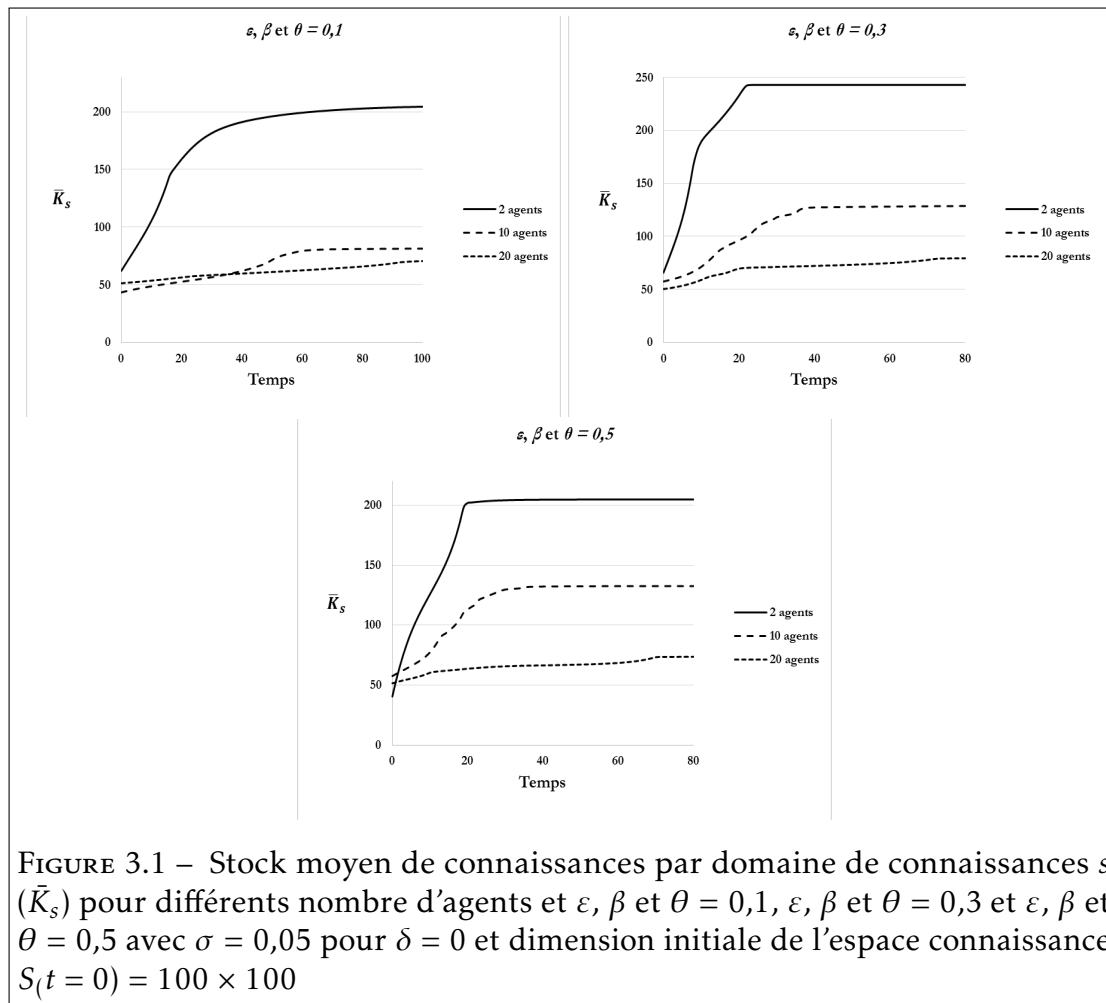 ε, β et θ = 0,1
200
150
K̄s
100
50
0
0 20 40 60 80 100
Temps
2 agents
10 agents
20 agents
ε, β et θ = 0,3
250
200
150
K̄s
100
50
0
0 20 40 60 80
Temps
2 agents
10 agents
20 agents
ε, β et θ = 0,5
200
150
K̄s
100
50
0
0 20 40 60 80
Temps
2 agents
10 agents
20 agents
FIGURE 3.1 – Stock moyen de connaissances par domaine de connaissances s
(K̄s) pour différents nombre d'agents et ε, β et θ = 0,1, ε, β et θ = 0,3 et ε, β et
θ = 0,5 avec σ = 0,05 pour δ = 0 et dimension initiale de l'espace connaissance
S(t = 0) = 100 × 100